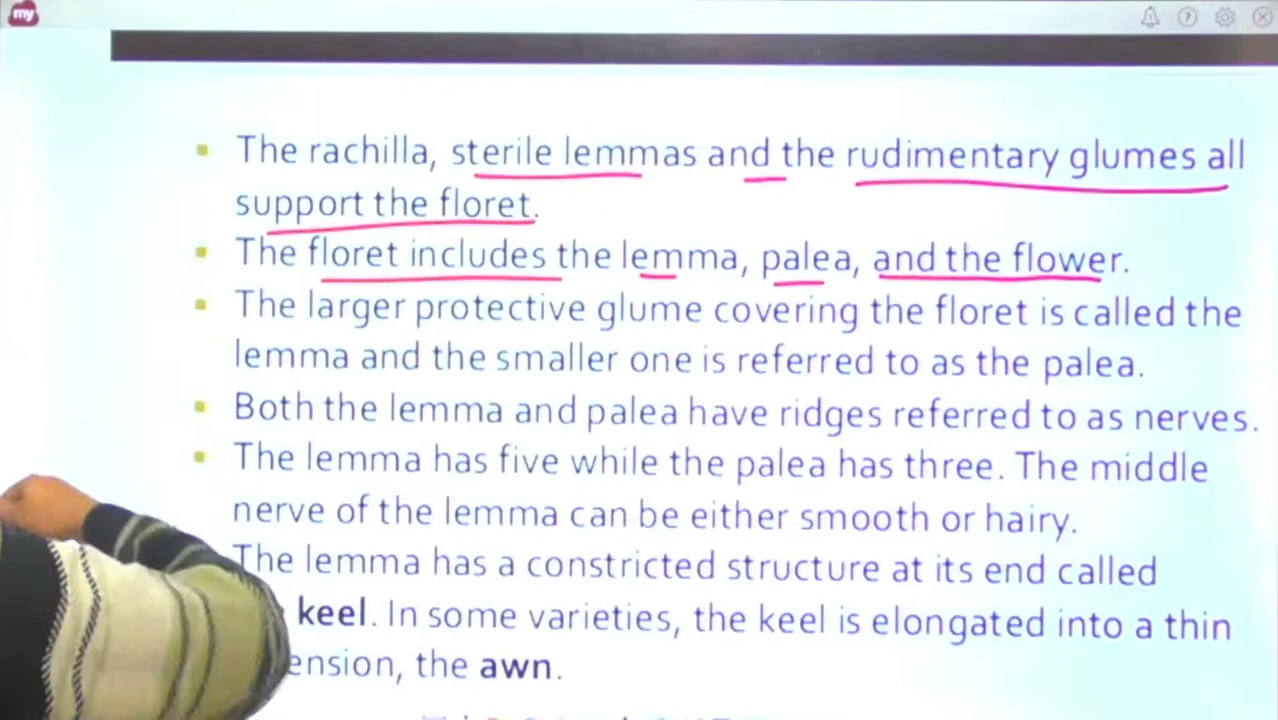 my
The rachilla, sterile lemmas and the rudimentary glumes all
support the floret.
The floret includes the lemma, palea, and the flower.
The larger protective glume covering the floret is called the
lemma and the smaller one is referred to as the palea.
Both the lemma and palea have ridges referred to as nerves.
The lemma has five while the palea has three. The middle
nerve of the lemma can be either smooth or hairy.
The lemma has a constricted structure at its end called
keel. In some varieties, the keel is elongated into a thin
ension, the awn.